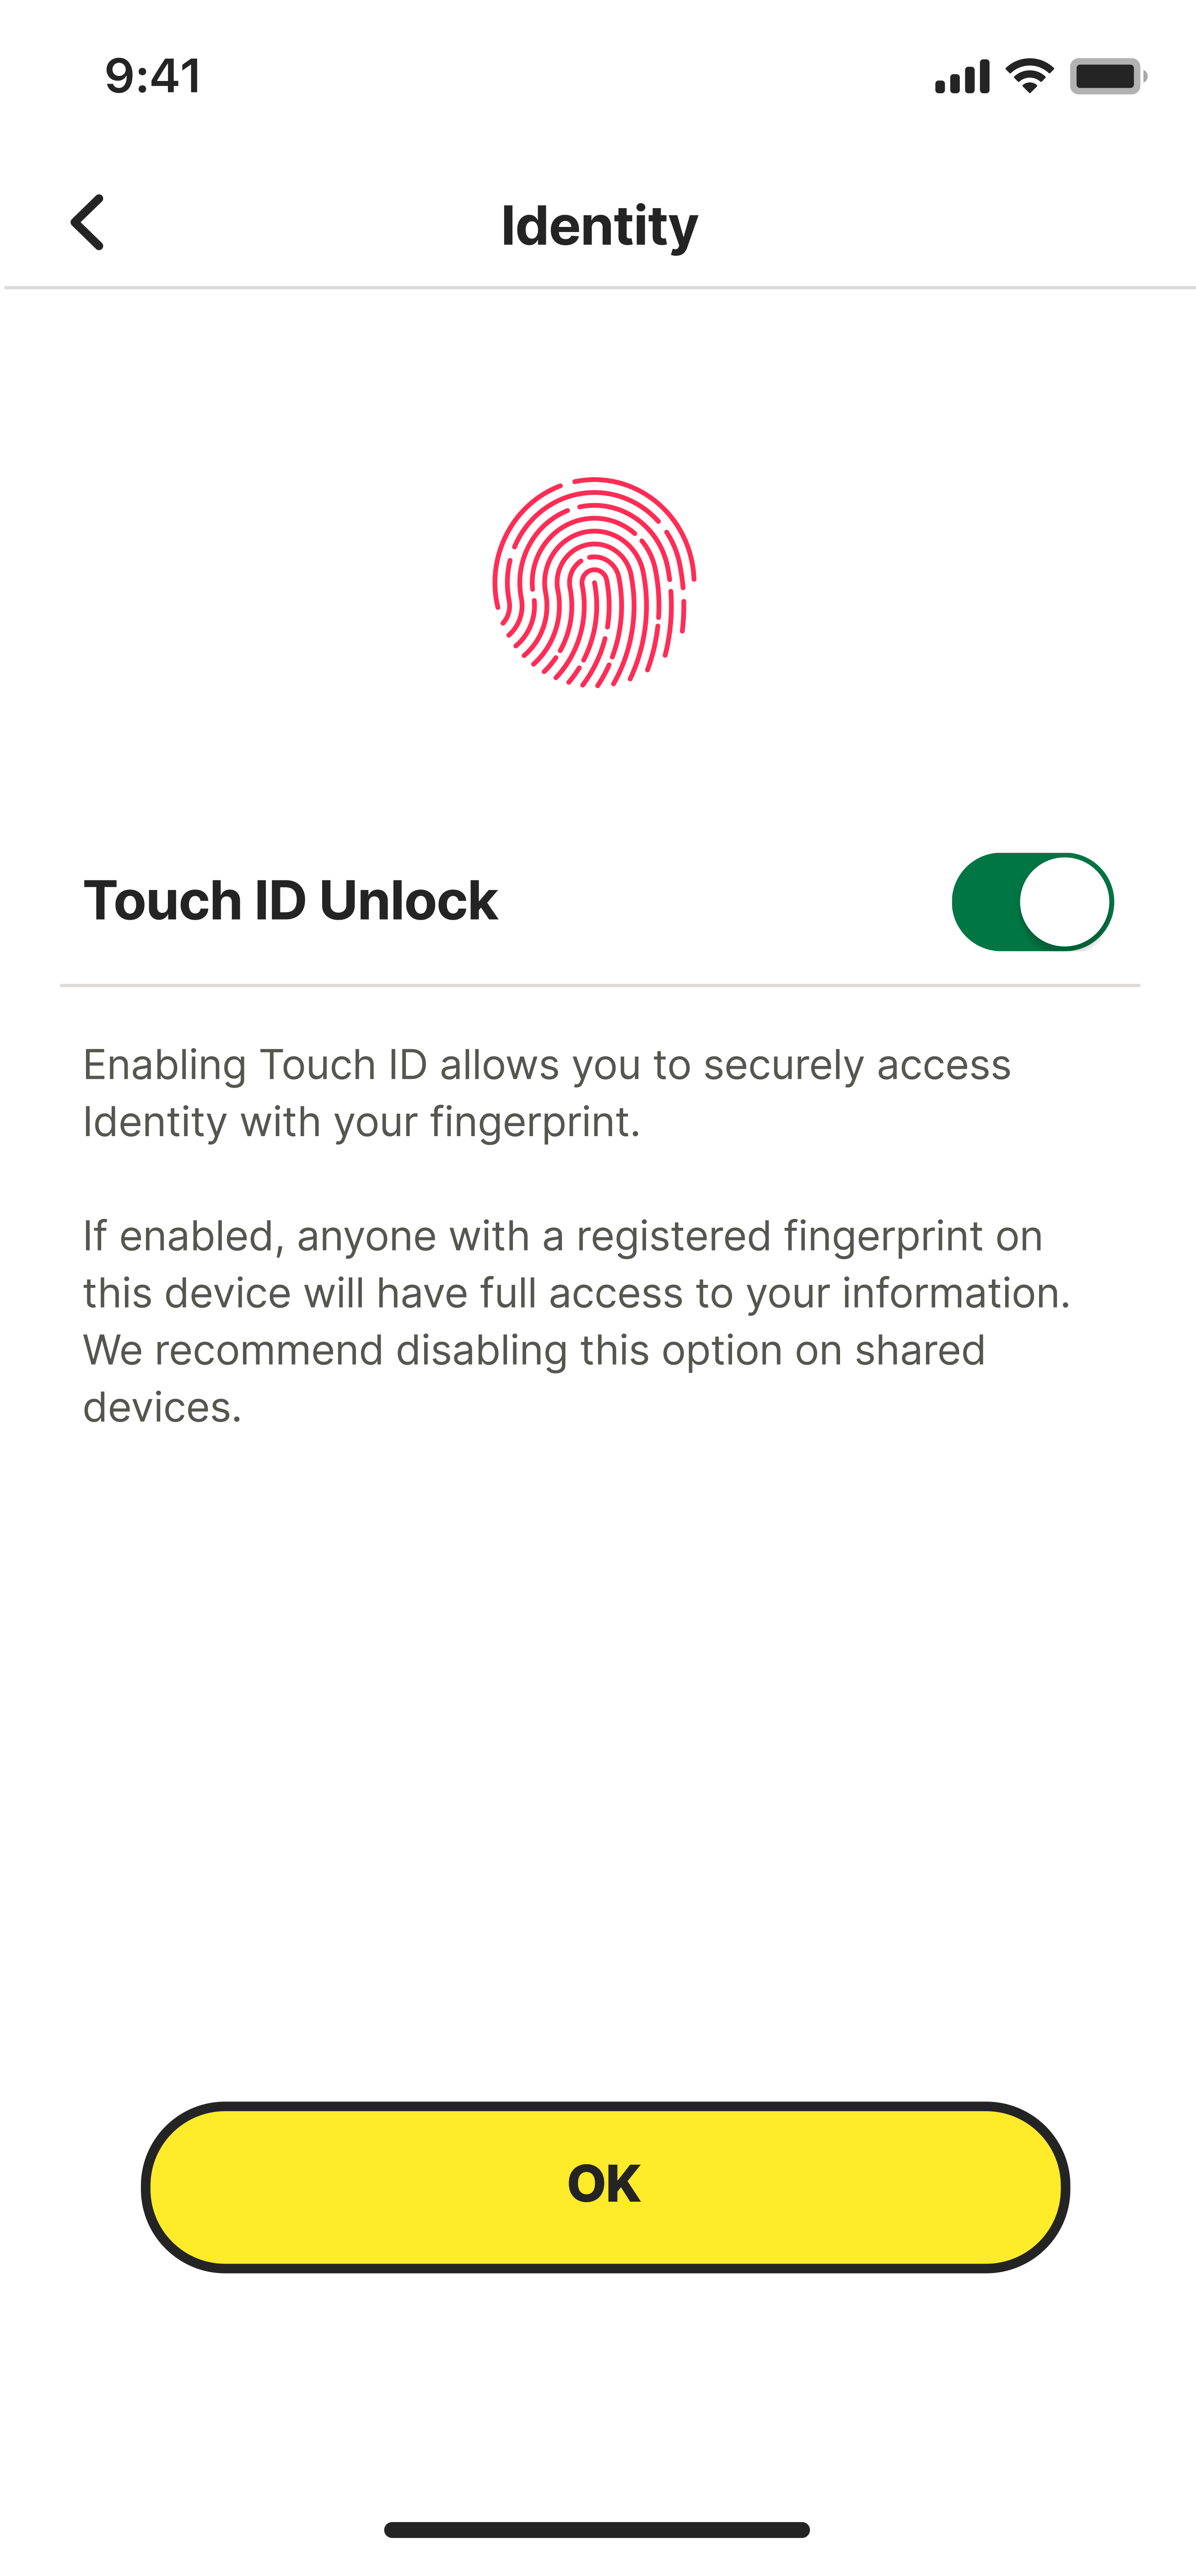 9:41
Identity
Touch ID Unlock
Enabling Touch ID allows you to securely access
Identity with your fingerprint.
If enabled, anyone with a registered fingerprint on
this device will have full access to your information.
We recommend disabling this option on shared
devices.
OK